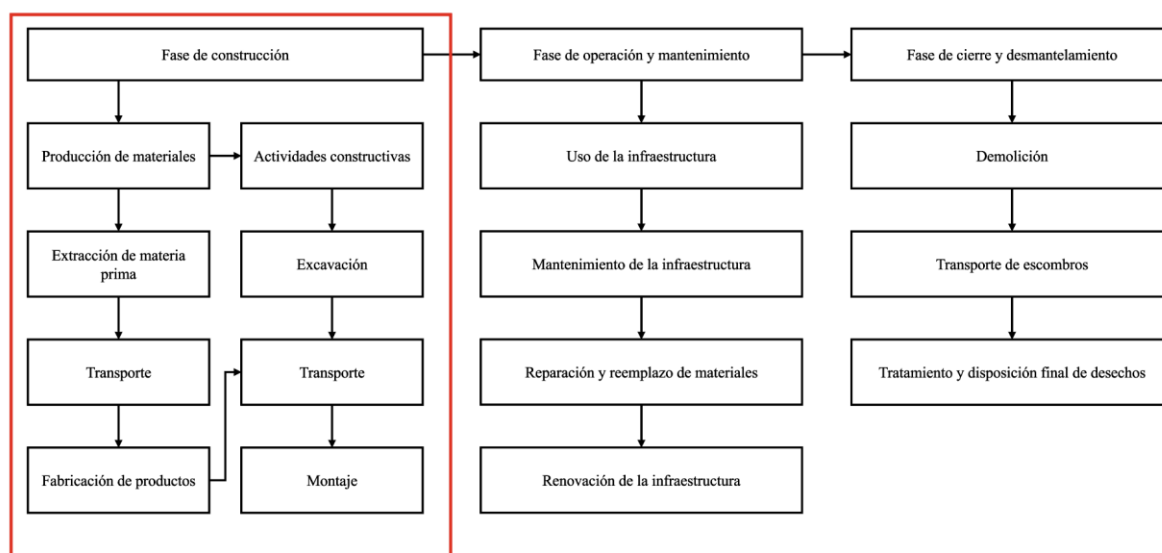 Fase de construcción
Fase de operación y mantenimiento
Fase de cierre y desmantelamiento
Producción de materiales
Actividades constructivas
Uso de la infraestructura
Demolición
Extracción de materia
prima
Excavación
Mantenimiento de la infraestructura
Transporte de escombros
Transporte
Transporte
Reparación y reemplazo de materiales
Tratamiento y disposición final de desechos
Fabricación de productos
Montaje
Renovación de la infraestructura